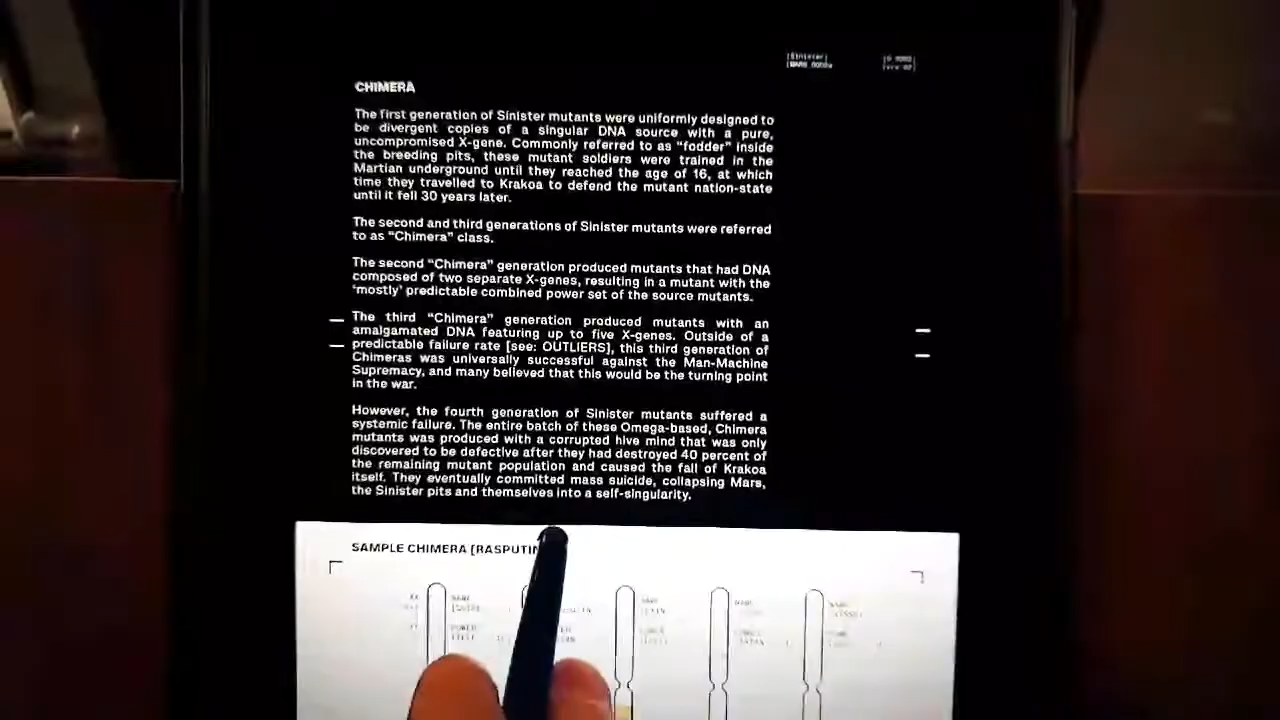 [Sinister]
CHIMERA
The first generation of Sinister mutants were uniformly designed to
be divergent copies of a singular DNA source with a pure,
uncompromised X-gene. Commonly referred to as “fodder” inside
the breeding pits, these mutant soldiers were trained in the
Martian underground until they reached the age of 16, at which
time they travelled to Krakoa to defend the mutant nation-state
until it fell 30 years later.
The second and third generations of Sinister mutants were referred
to as “Chimera” class.
The second “Chimera” generation produced mutants that had DNA
composed of two separate X-genes, resulting in a mutant with the
‘mostly’ predictable combined power set of the source mutants.
The third “Chimera” generation produced mutants with an
amalgamated DNA featuring up to five X-genes. Outside of a
predictable failure rate [see: OUTLIERS], this third generation of
Chimeras was universally successful against the Man-Machine
Supremacy, and many believed that this would be the turning point
in the war.
However, the fourth generation of Sinister mutants suffered a
systemic failure. The entire batch of these Omega-based, Chimera
mutants was produced with a corrupted hive mind that was only
discovered to be defective after they had destroyed 40 percent of
the remaining mutant population and caused the fall of Krakoa
itself. They eventually committed mass suicide, collapsing Mars,
the Sinister pits and themselves into a self-singularity.
SAMPLE CHIMERA [RASPUTIN
NAME
NAME
NAME
NAME
POWER
POWER